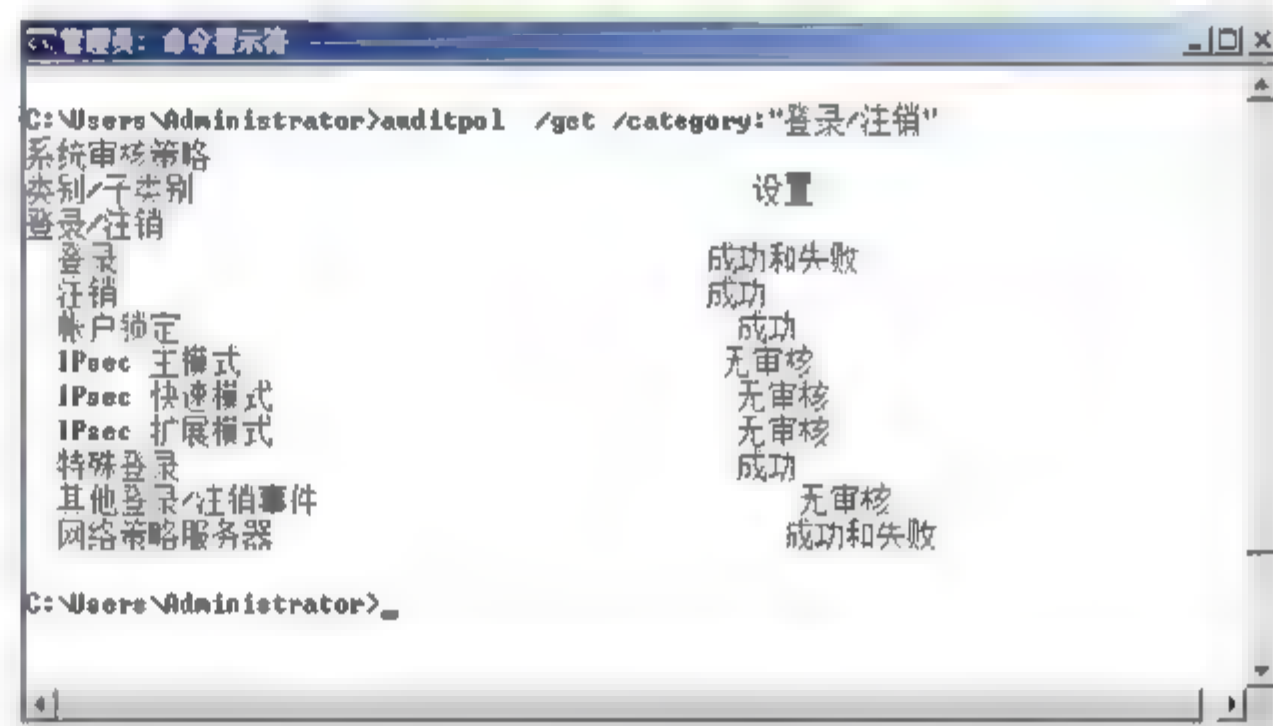 管理员: 命令提示符
C:\Users\Administrator>auditpol /get /category:"登录/注销"
系统审核策略
类别/子类别 设置
登录/注销
登录 成功和失败
注销 成功
帐户锁定 成功
IPsec 主模式 无审核
IPsec 快速模式 无审核
IPsec 扩展模式 无审核
特殊登录 成功
其他登录/注销事件 无审核
网络策略服务器 成功和失败
C:\Users\Administrator>_